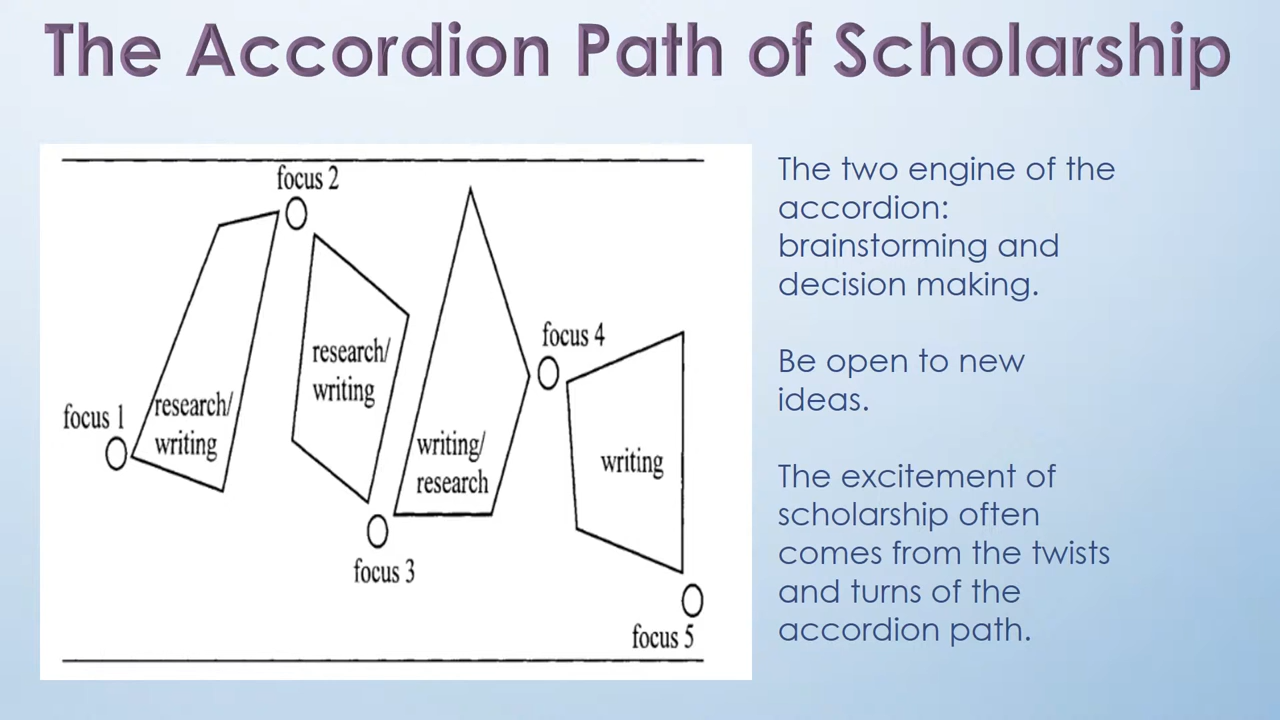 The Accordion Path of Scholarship
focus 2
focus 1
research/
writing
research/
writing
focus 3
writing/
research
focus 4
writing
focus 5
The two engine of the
accordion:
brainstorming and
decision making.
Be open to new
ideas.
The excitement of
scholarship often
comes from the twists
and turns of the
accordion path.